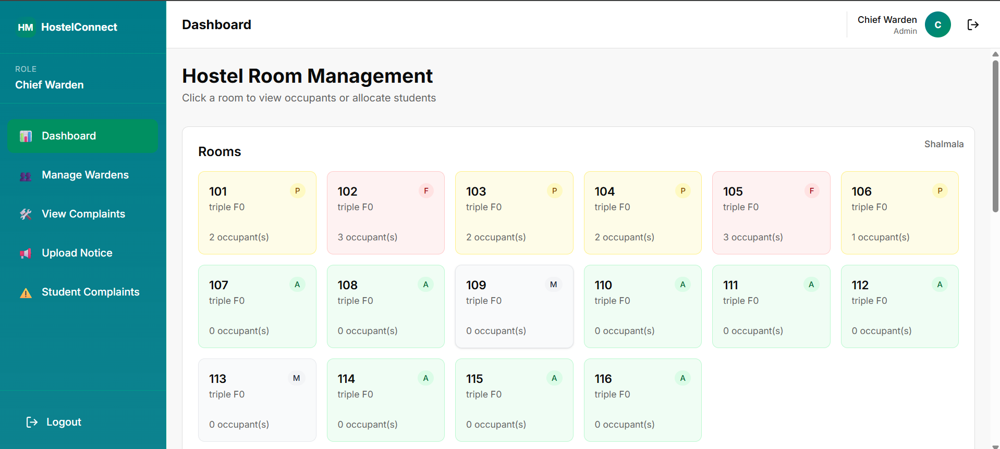 HM HostelConnect
ROLE
Chief Warden
Dashboard
Manage Wardens
View Complaints
Upload Notice
Student Complaints
Logout
Dashboard
Chief Warden
Admin
C
Hostel Room Management
Click a room to view occupants or allocate students
Rooms
Shalmala
101 P
triple F0
2 occupant(s)
102 F
triple F0
3 occupant(s)
103 P
triple F0
2 occupant(s)
104 P
triple F0
2 occupant(s)
105 F
triple F0
3 occupant(s)
106 P
triple F0
1 occupant(s)
107 A
triple F0
0 occupant(s)
108 A
triple F0
0 occupant(s)
109 M
triple F0
0 occupant(s)
110 A
triple F0
0 occupant(s)
111 A
triple F0
0 occupant(s)
112 A
triple F0
0 occupant(s)
113 M
triple F0
0 occupant(s)
114 A
triple F0
0 occupant(s)
115 A
triple F0
0 occupant(s)
116 A
triple F0
0 occupant(s)